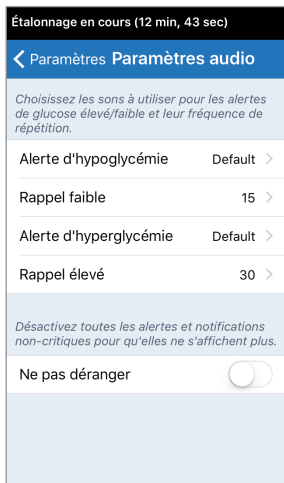 Étalonnage en cours (12 min, 43 sec)
Paramètres Paramètres audio
Choisissez les sons à utiliser pour les alertes
de glucose élevé/faible et leur fréquence de
répétition.
Alerte d'hypoglycémie Default
Rappel faible 15
Alerte d'hyperglycémie Default
Rappel élevé 30
Désactivez toutes les alertes et notifications
non-critiques pour qu'elles ne s'affichent plus.
Ne pas déranger